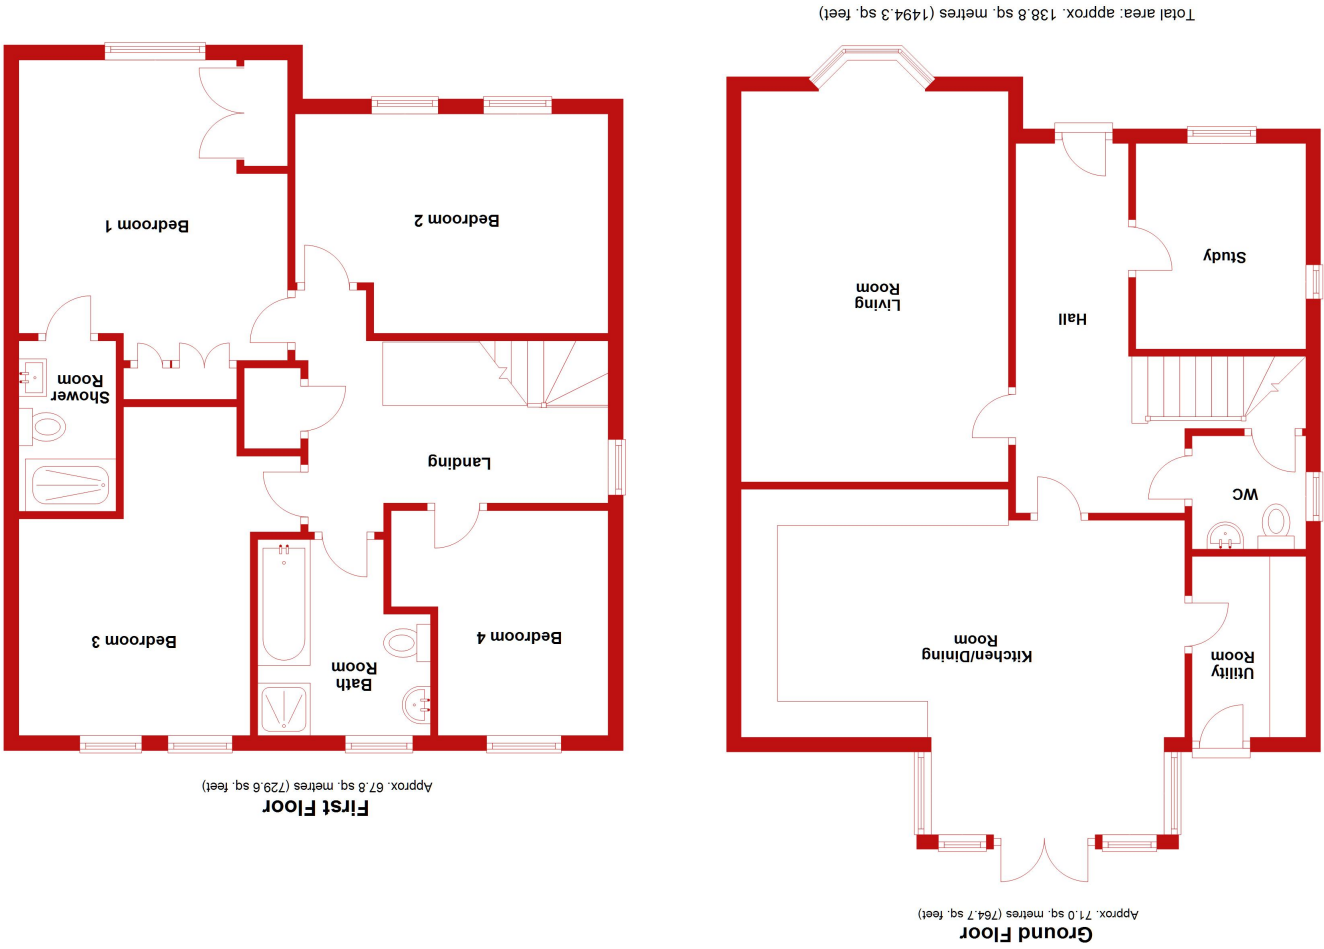 Ground Floor
Approx. 71.0 sq. metres (764.7 sq. feet)
Utility
Room
Kitchen/Dining
Room
WC
Hall
Living
Room
Study
First Floor
Approx. 67.8 sq. metres (729.6 sq. feet)
Bedroom 4
Bath
Room
Bedroom 3
Landing
Shower
Room
Bedroom 2
Bedroom 1
Total area: approx. 138.8 sq. metres (1494.3 sq. feet)